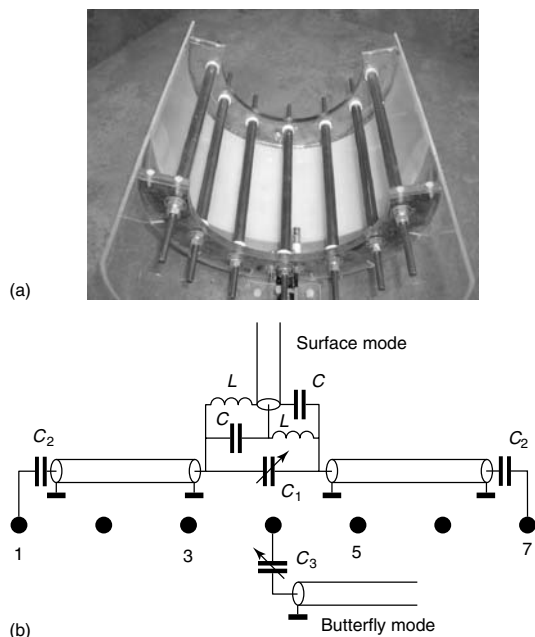 (a)
Surface mode
L
C
C
L
C2
C2
C1
1
3
5
7
C3
(b)
Butterfly mode